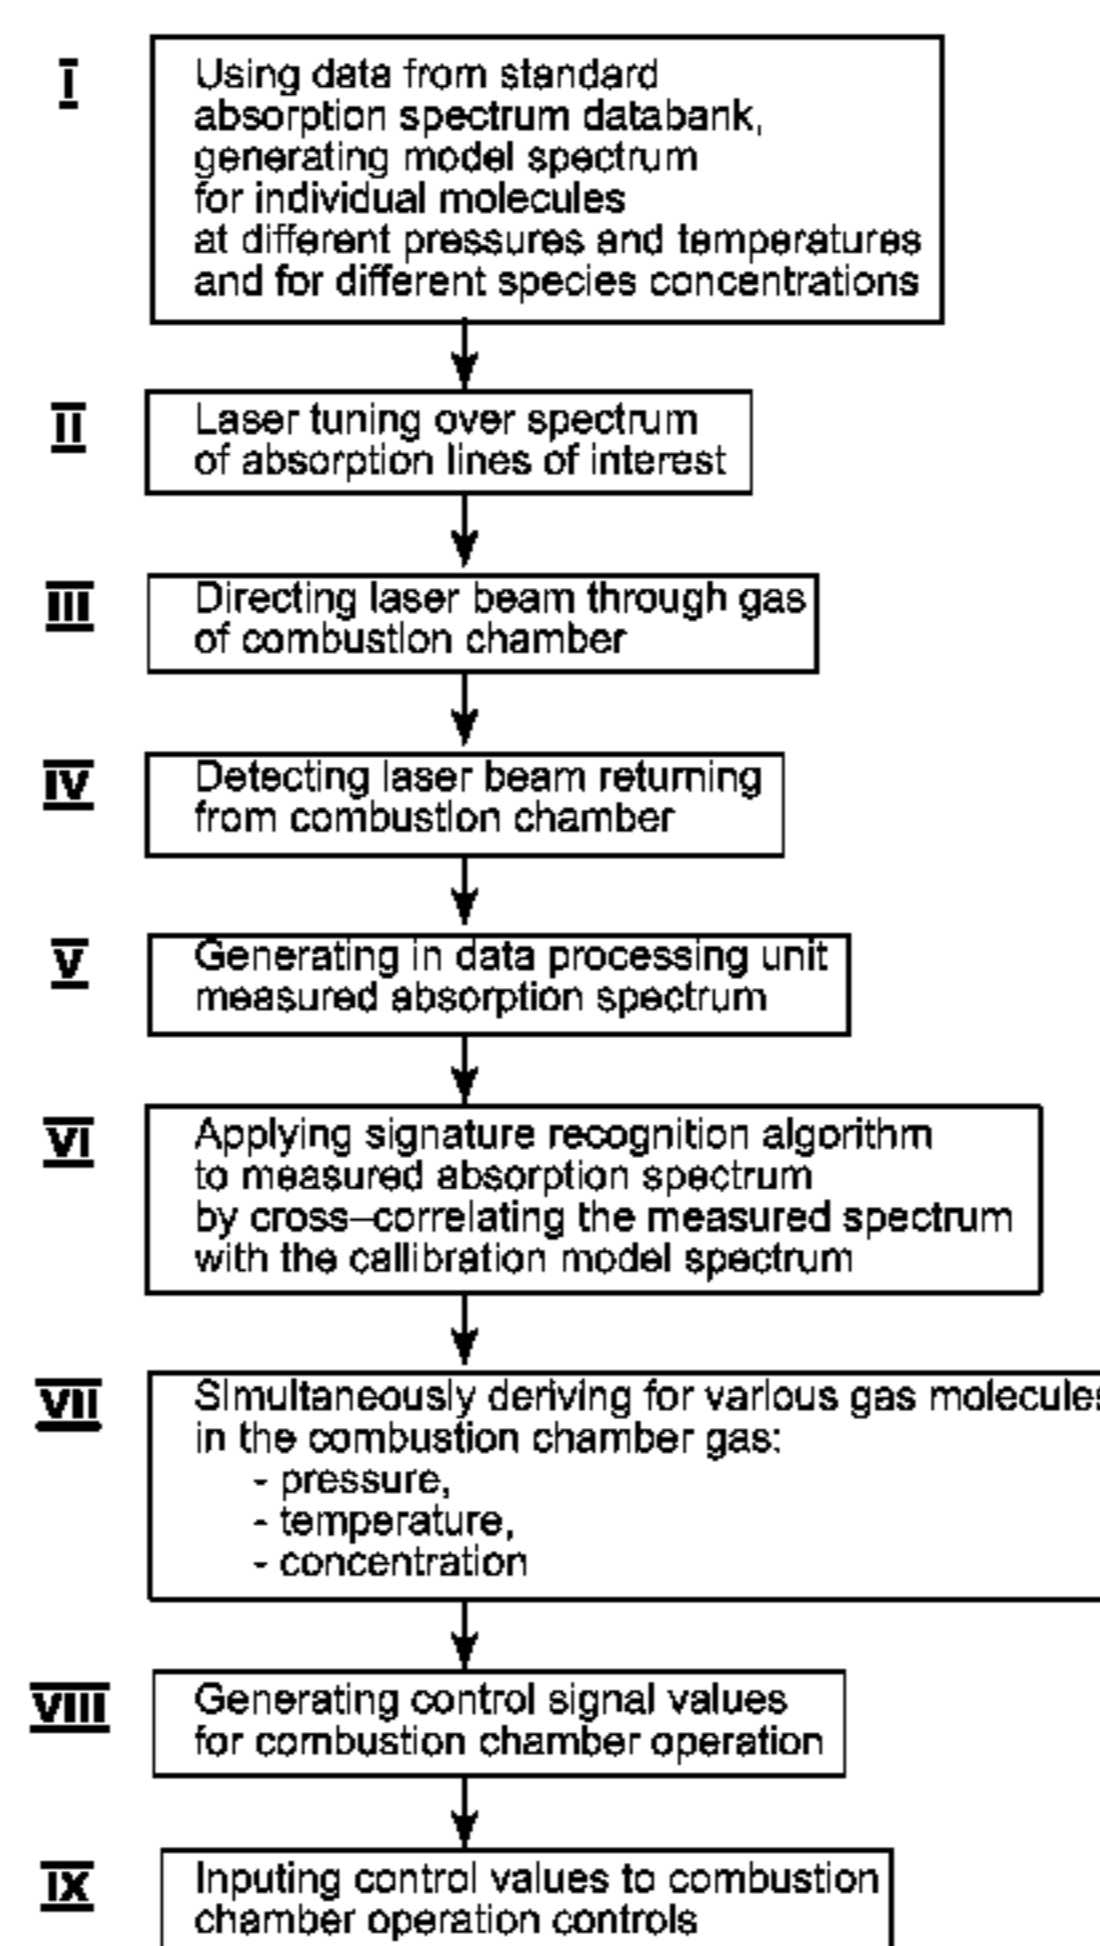 I
Using data from standard
absorption spectrum databank,
generating model spectrum
for individual molecules
at different pressures and temperatures
and for different species concentrations
II
Laser tuning over spectrum
of absorption lines of interest
III
Directing laser beam through gas
of combustion chamber
IV
Detecting laser beam returning
from combustion chamber
V
Generating in data processing unit
measured absorption spectrum
VI
Applying signature recognition algorithm
to measured absorption spectrum
by cross–correlating the measured spectrum
with the callibration model spectrum
VII
Simultaneously deriving for various gas molecules
in the combustion chamber gas:
- pressure,
- temperature,
- concentration
VIII
Generating control signal values
for combustion chamber operation
IX
Inputing control values to combustion
chamber operation controls